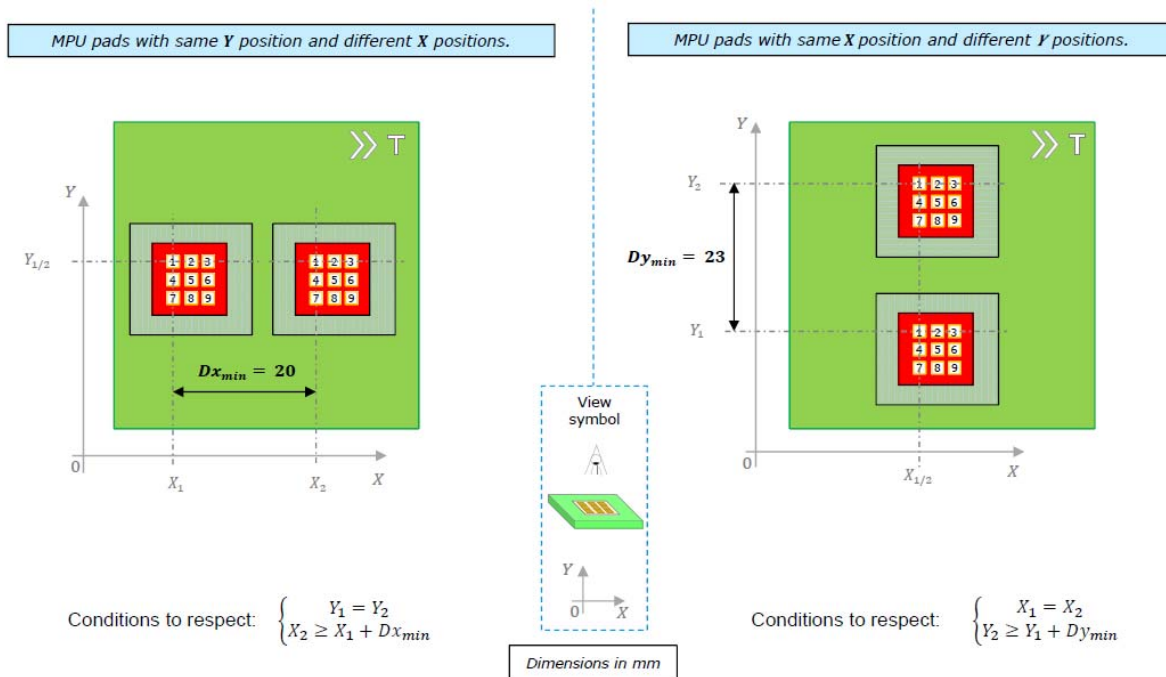 MPU pads with same Y position and different X positions.
MPU pads with same X position and different Y positions.
T
Y
Y1/2
1 2 3
4 5 6
7 8 9
1 2 3
4 5 6
7 8 9
Dxmin = 20
0
X1
X2
X
T
Y
Y2
1 2 3
4 5 6
7 8 9
Dymin = 23
Y1
1 2 3
4 5 6
7 8 9
0
X1/2
X
View
symbol
Y
0
X
Conditions to respect:
Y1 = Y2
X2 ≥ X1 + Dxmin
Conditions to respect:
X1 = X2
Y2 ≥ Y1 + Dymin
Dimensions in mm